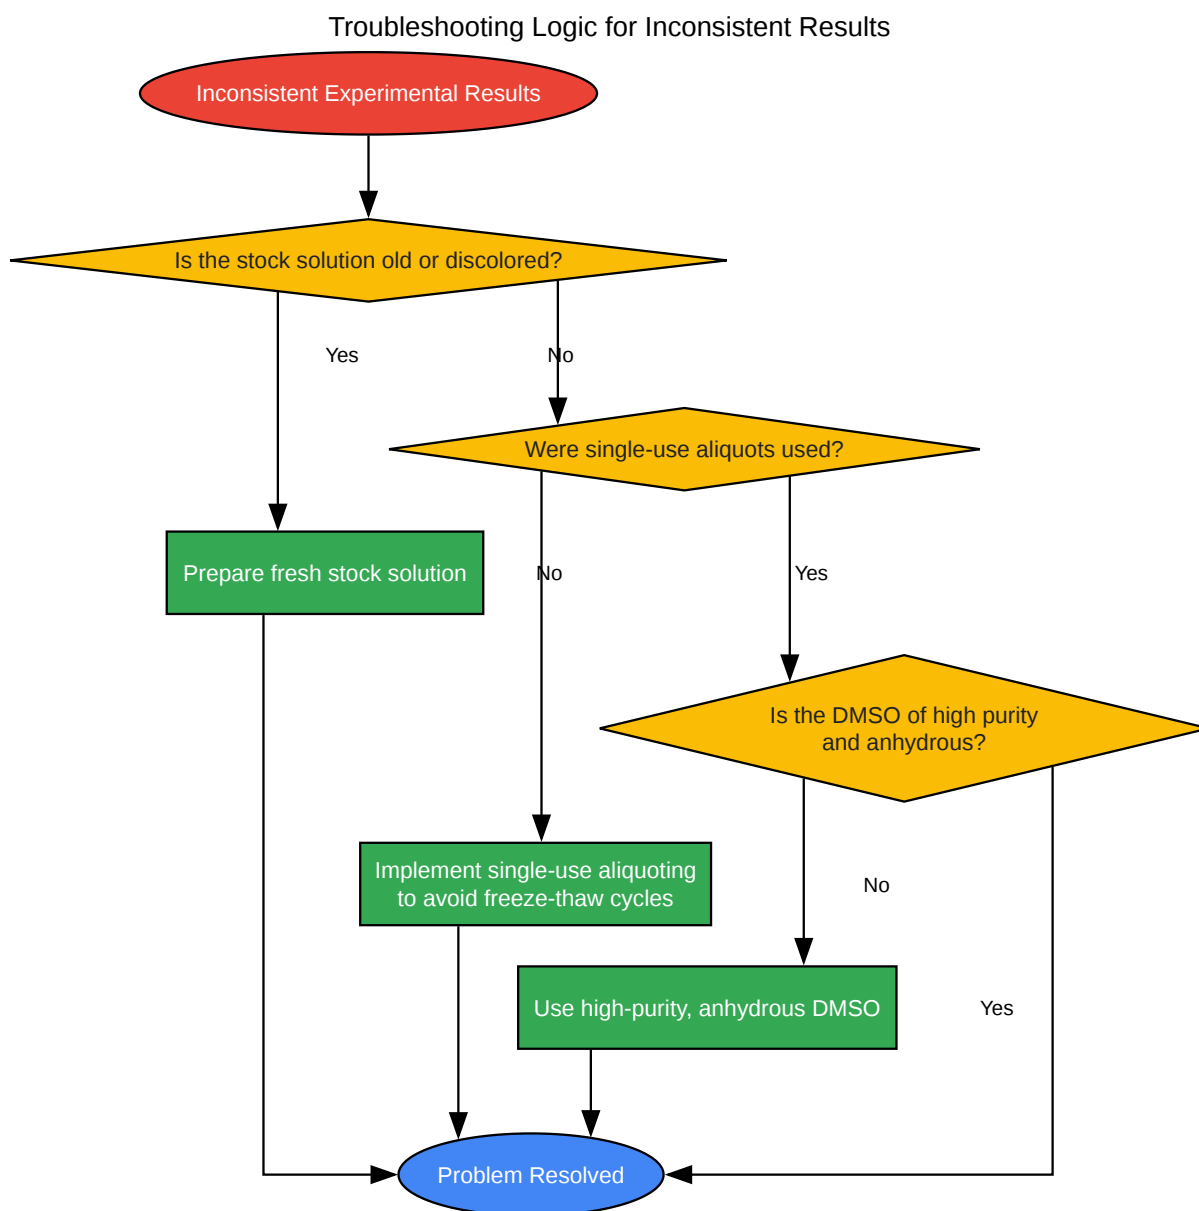 Troubleshooting Logic for Inconsistent Results
Inconsistent Experimental Results
Is the stock solution old or discolored?
Yes
No
Were single-use aliquots used?
Prepare fresh stock solution
No
Yes
Is the DMSO of high purity
and anhydrous?
Implement single-use aliquoting
to avoid freeze-thaw cycles
No
Use high-purity, anhydrous DMSO
Yes
Problem Resolved